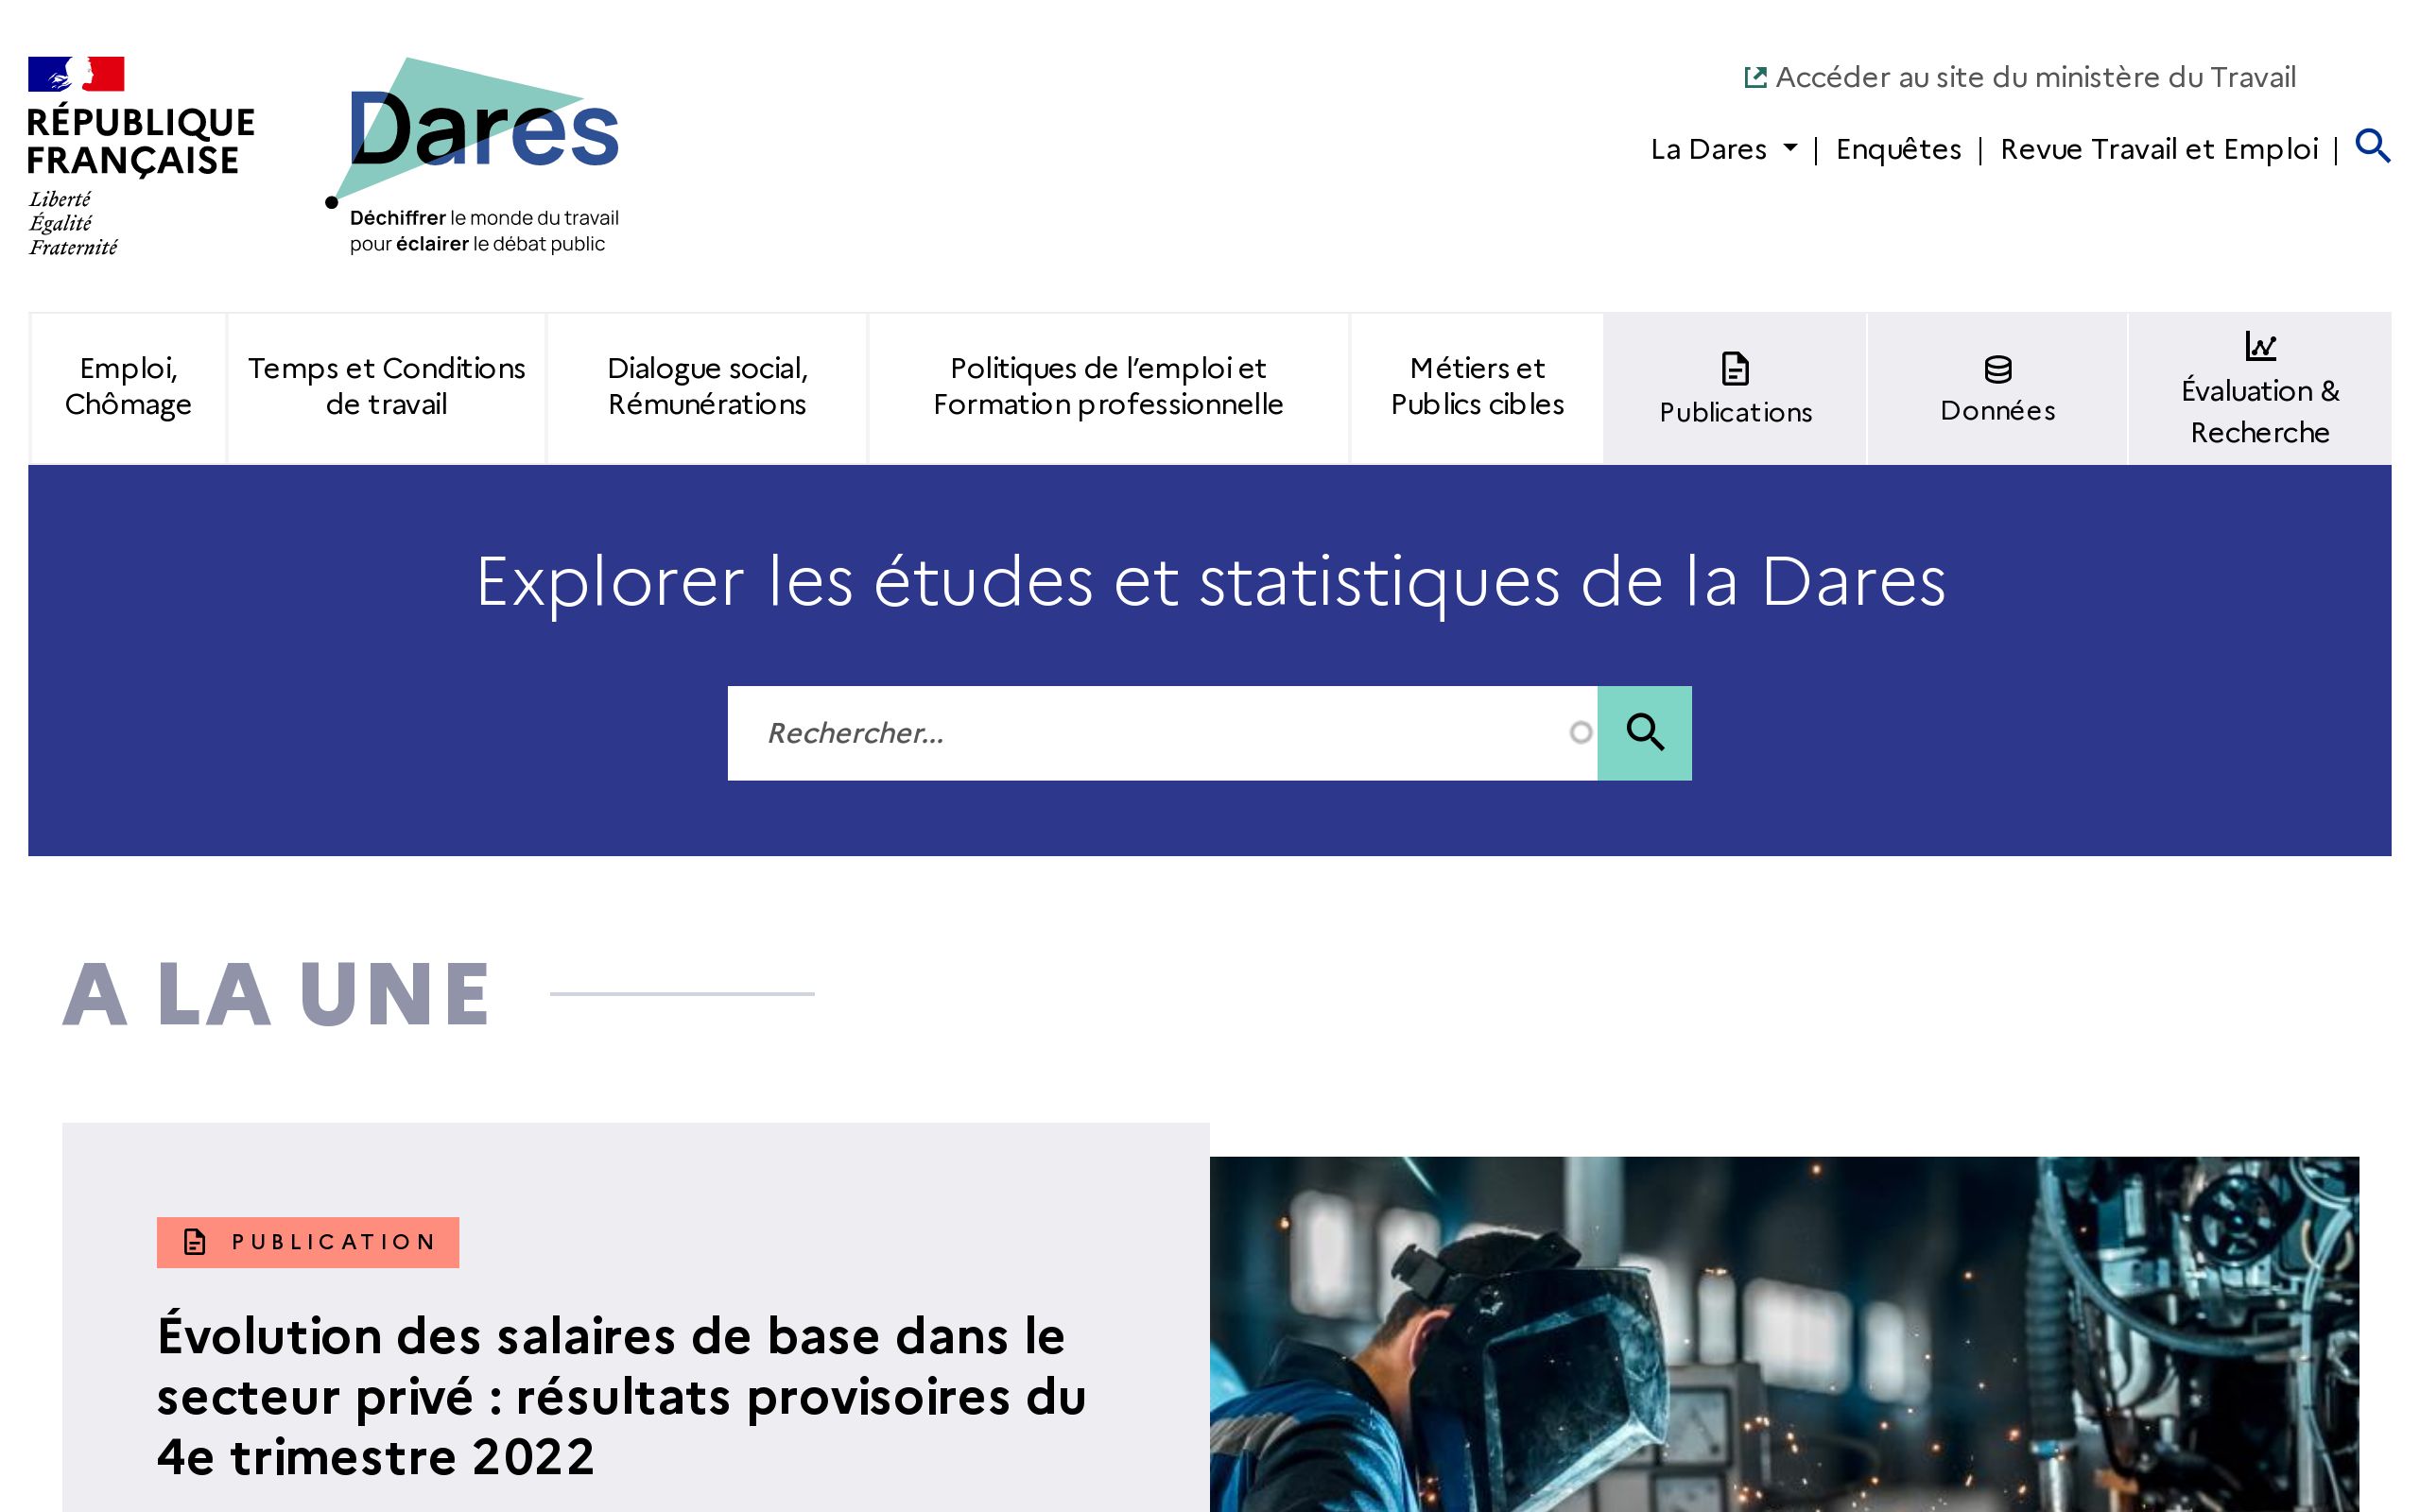 RÉPUBLIQUE
FRANÇAISE
Liberté
Égalité
Fraternité
Dares
Déchiffrer le monde du travail
pour éclairer le débat public
Accéder au site du ministère du Travail
La Dares | Enquêtes | Revue Travail et Emploi |
Emploi,
Chômage
Temps et Conditions
de travail
Dialogue social,
Rémunérations
Politiques de l’emploi et
Formation professionnelle
Métiers et
Publics cibles
Publications
Données
Évaluation &
Recherche
Explorer les études et statistiques de la Dares
Rechercher...
A LA UNE
PUBLICATION
Évolution des salaires de base dans le
secteur privé : résultats provisoires du
4e trimestre 2022